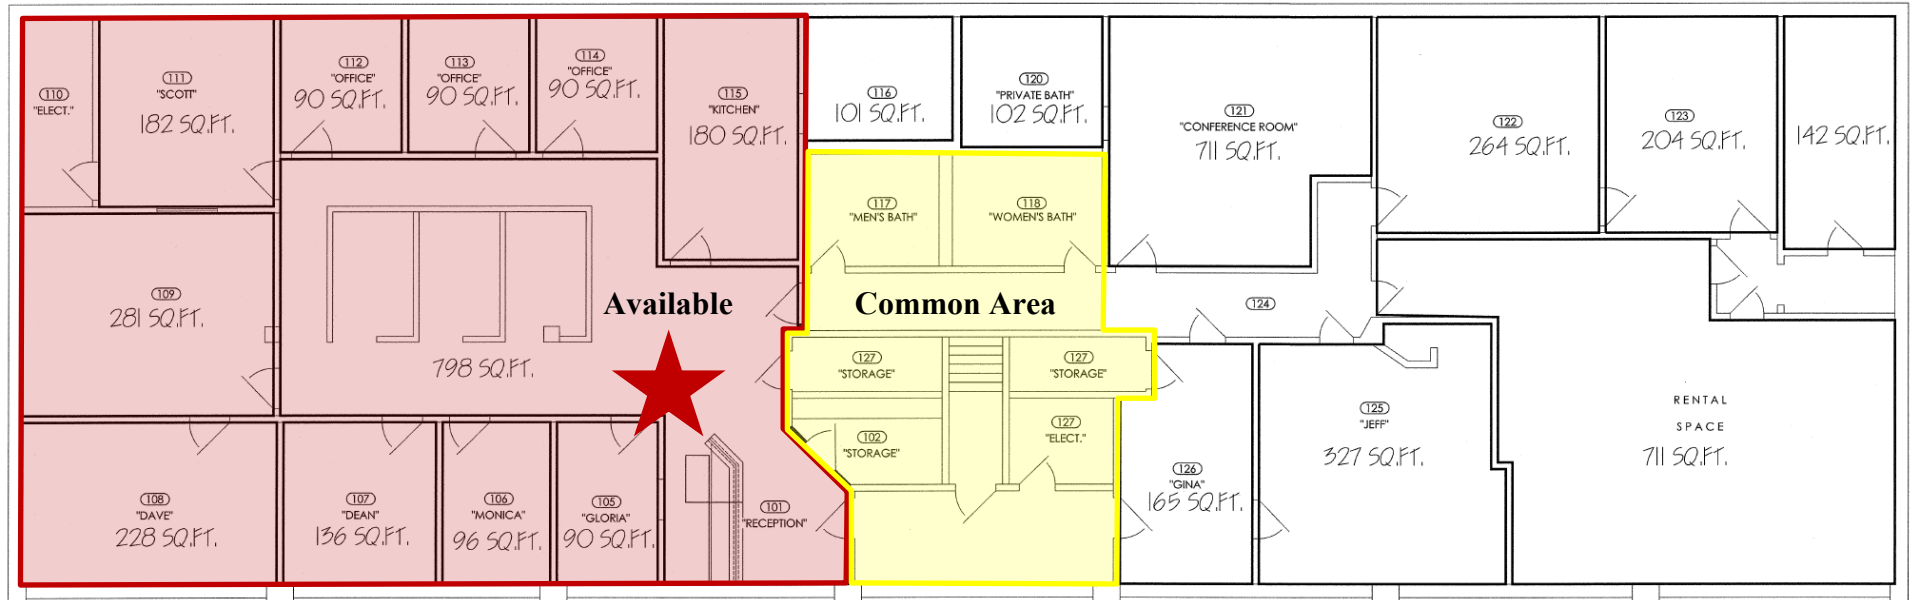 110
"ELECT."
111
"SCOTT"
182 SQ.FT.
112
"OFFICE"
90 SQ.FT.
113
"OFFICE"
90 SQ.FT.
114
"OFFICE"
90 SQ.FT.
115
"KITCHEN"
180 SQ.FT.
116
101 SQ.FT.
120
"PRIVATE BATH"
102 SQ.FT.
121
"CONFERENCE ROOM"
711 SQ.FT.
122
264 SQ.FT.
123
204 SQ.FT.
142 SQ.FT.
117
"MEN'S BATH"
118
"WOMEN'S BATH"
109
281 SQ.FT.
Available
798 SQ.FT.
Common Area
124
127
"STORAGE"
127
"STORAGE"
102
"STORAGE"
127
"ELECT."
125
"JEFF"
327 SQ.FT.
RENTAL
SPACE
711 SQ.FT.
108
"DAVE"
228 SQ.FT.
107
"DEAN"
136 SQ.FT.
106
"MONICA"
96 SQ.FT.
105
"GLORIA"
90 SQ.FT.
101
"RECEPTION"
126
"GINA"
165 SQ.FT.